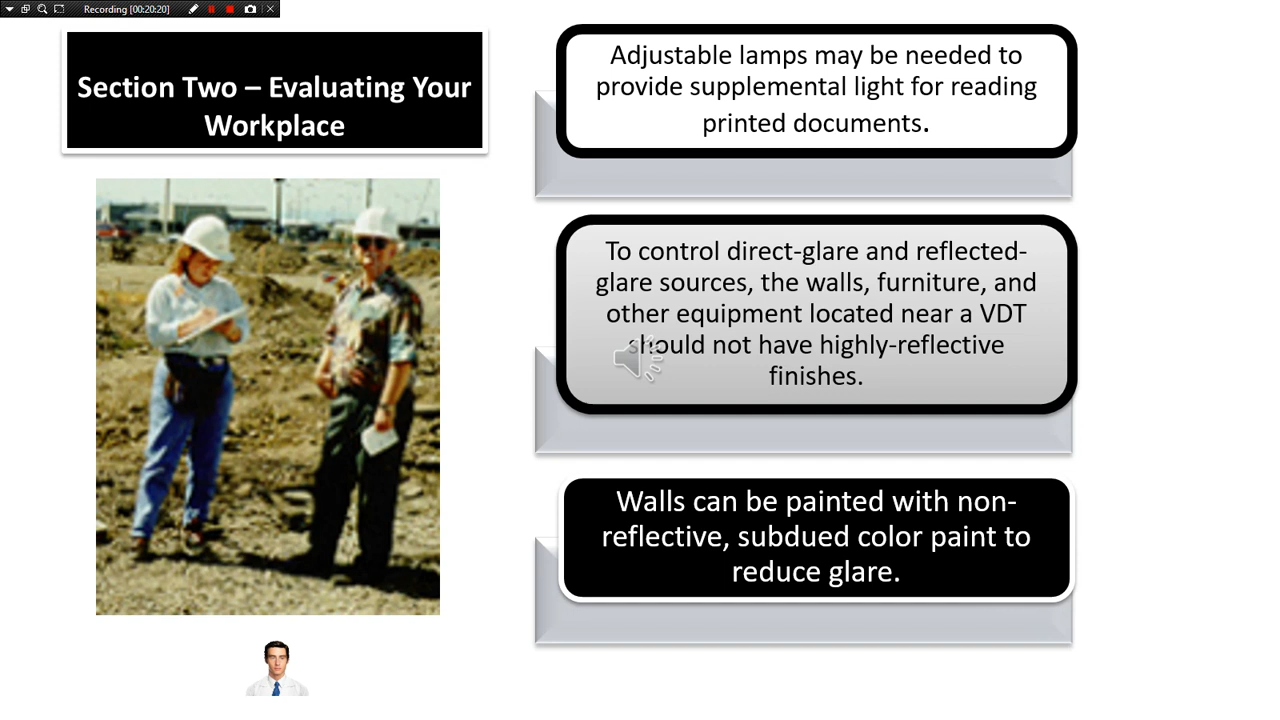 Recording [00:20:20]
Section Two – Evaluating Your
Workplace
Adjustable lamps may be needed to
provide supplemental light for reading
printed documents.
To control direct-glare and reflected-
glare sources, the walls, furniture, and
other equipment located near a VDT
should not have highly-reflective
finishes.
Walls can be painted with non-
reflective, subdued color paint to
reduce glare.